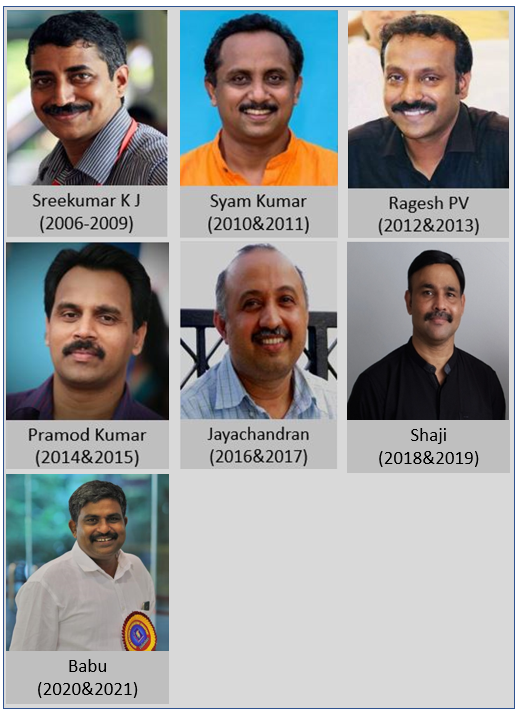 Sreekumar K J
(2006-2009)
Syam Kumar
(2010&2011)
Ragesh PV
(2012&2013)
Pramod Kumar
(2014&2015)
Jayachandran
(2016&2017)
Shaji
(2018&2019)
Babu
(2020&2021)